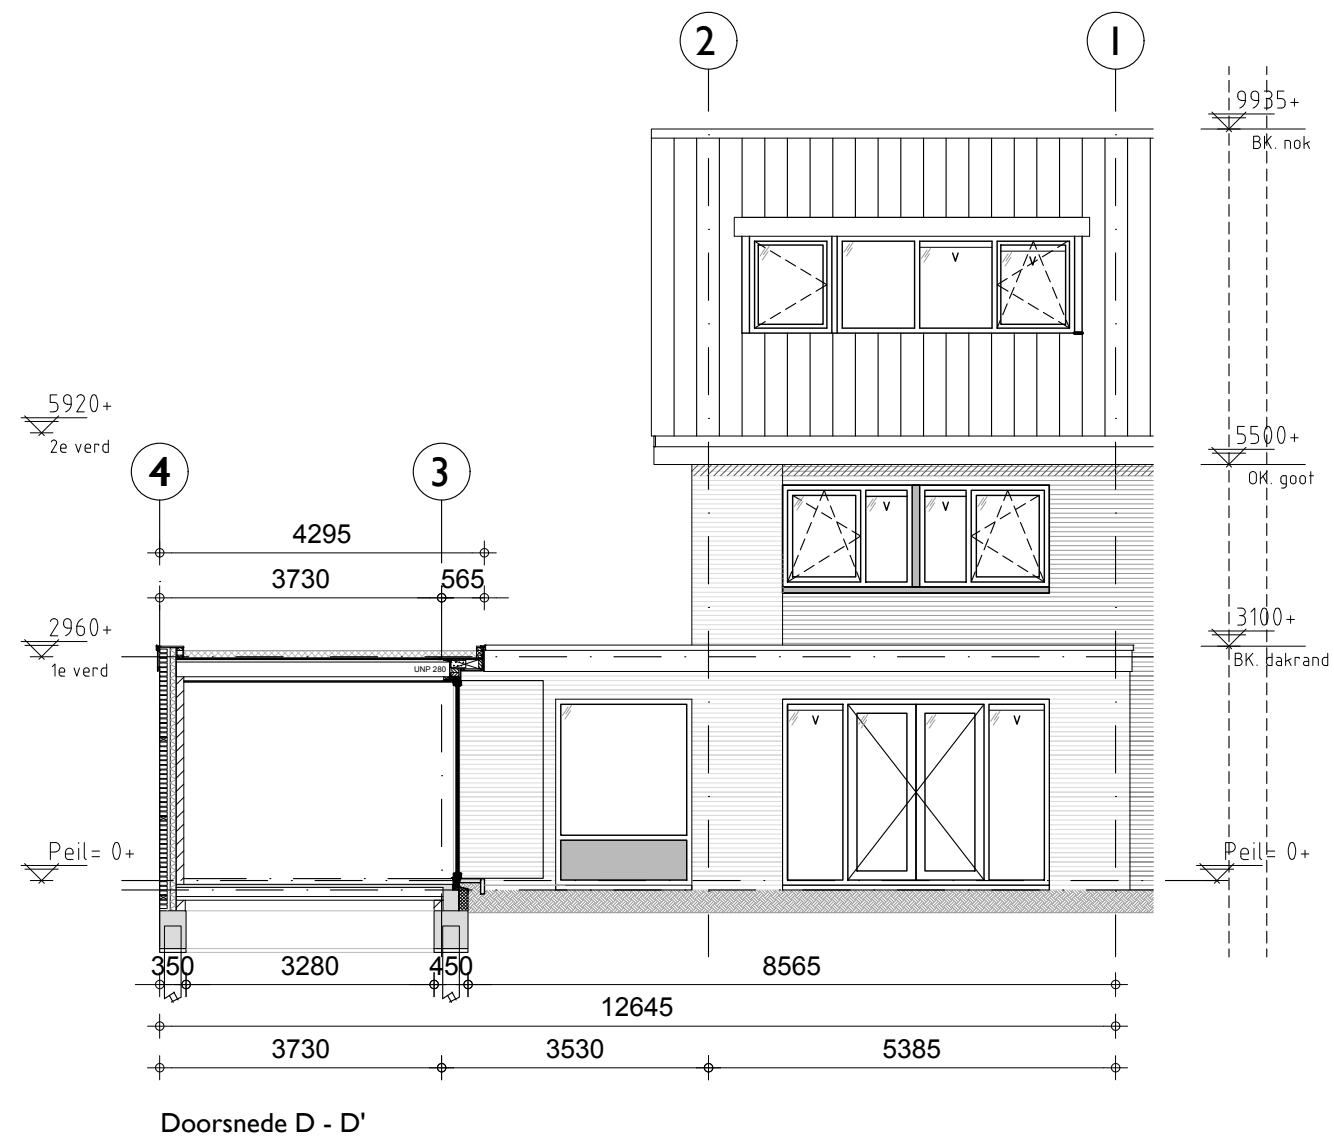 2
1
9935+
BK. nok
5920+
2e verd
5500+
OK. goot
4
3
4295
3730
565
2960+
1e verd
3100+
BK. dakrand
UNP 280
V
V
V
V
V
V
Peil= 0+
Peil= 0+
350
3280
450
8565
12645
3730
3530
5385
Doorsnede D - D'